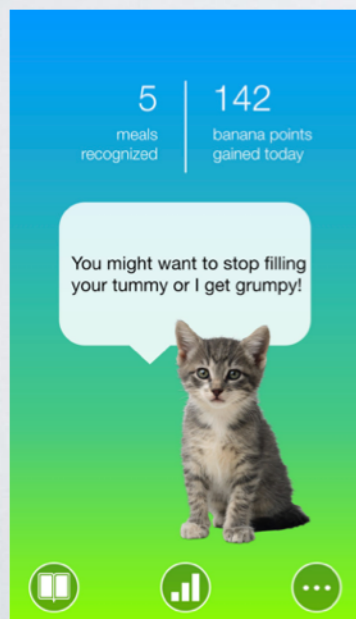 5
meals
recognized
142
banana points
gained today
You might want to stop filling
your tummy or I get grumpy!